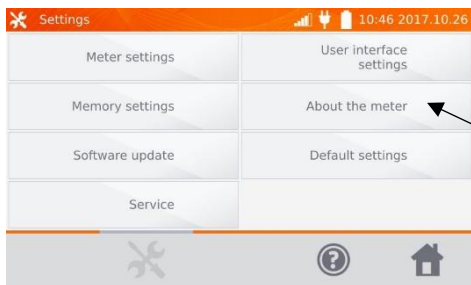 Settings
10:46 2017.10.26
Meter settings
User interface
settings
Memory settings
About the meter
Software update
Default settings
Service
?